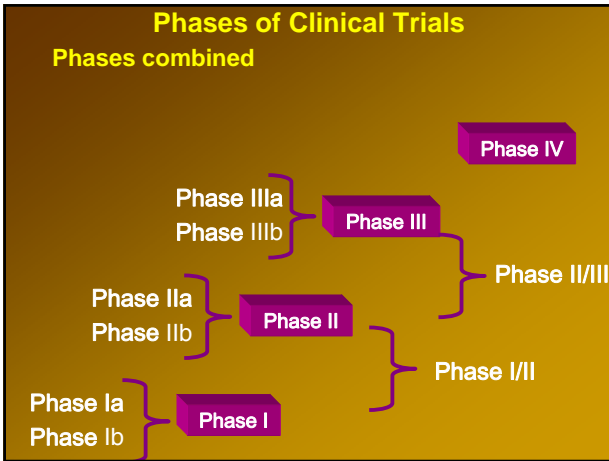 Phases of Clinical Trials
Phases combined
Phase IV
Phase IIIa
Phase IIIb
Phase III
Phase II/III
Phase IIa
Phase IIb
Phase II
Phase I/II
Phase Ia
Phase Ib
Phase I